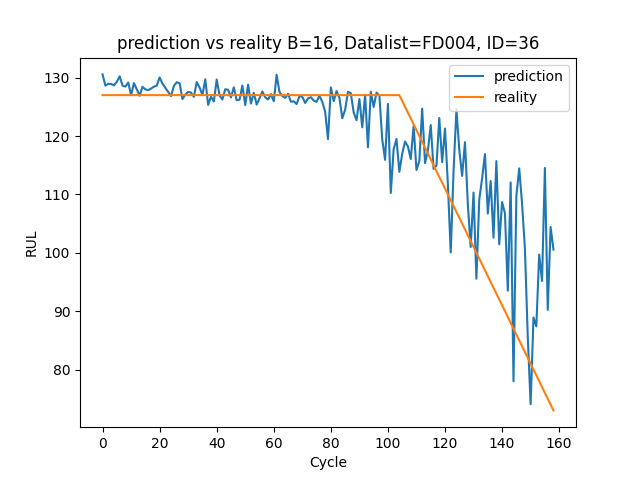 prediction vs reality B=16, Datalist=FD004, ID=36
prediction
reality
RUL
130
120
110
100
90
80
0 20 40 60 80 100 120 140 160
Cycle